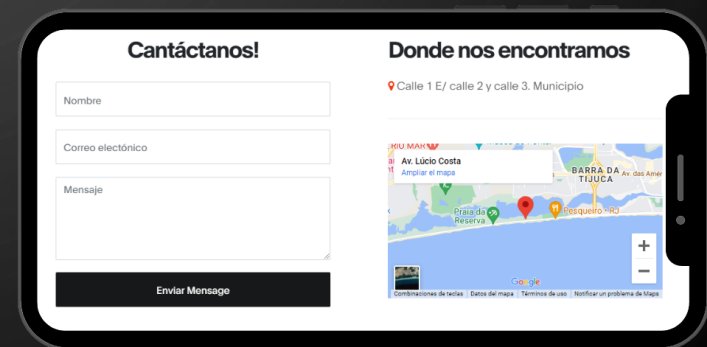 Cantáctanos!
Nombre
Correo electrónico
Mensaje
Enviar Mensage
Donde nos encontramos
Calle 1 E/ calle 2 y calle 3. Municipio
RIO MAR
Av. Lúcio Costa
Ampliar el mapa
BARRA DA
TIJUCA
Av. das Amér
Praia da
Reserva
Pesqueiro - RJ
Google
Combinaciones de teclas
Datos del mapa
Términos de uso
Notificar un problema de Maps